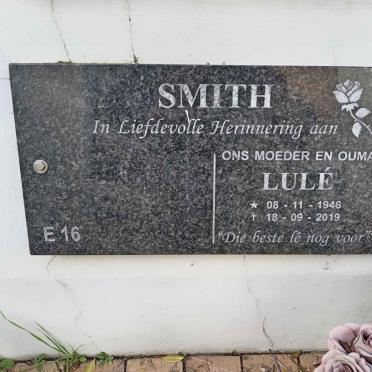 SMITH
In Liefdevolle Herinnering aan
ONS MOEDER EN OUMA
LULÉ
★ 08 - 11 - 1946
✝ 18 - 09 - 2019
E 16
"Die beste lê nog voor"